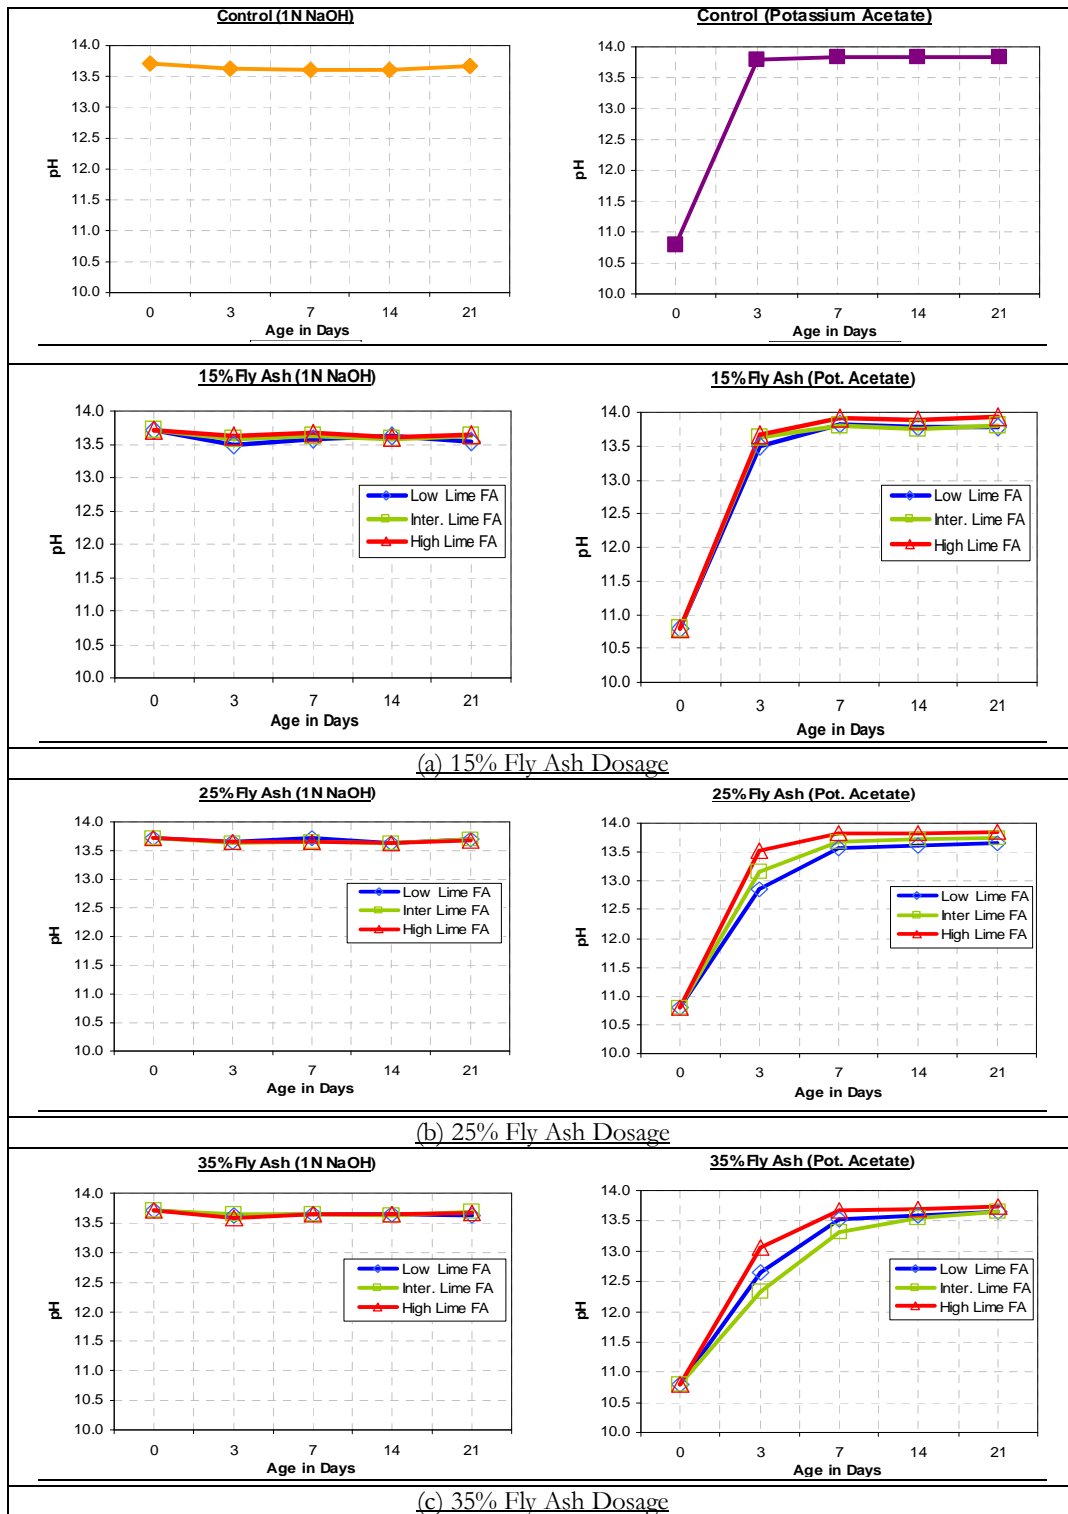 Control (1N NaOH)
14.0
13.5
13.0
12.5
12.0
11.5
11.0
10.5
10.0
pH
0 3 7 14 21
Age in Days
Control (Potassium Acetate)
14.0
13.5
13.0
12.5
12.0
11.5
11.0
10.5
10.0
pH
0 3 7 14 21
Age in Days
15% Fly Ash (1N NaOH)
14.0
13.5
13.0
12.5
12.0
11.5
11.0
10.5
10.0
pH
Low Lime FA
Inter. Lime FA
High Lime FA
0 3 7 14 21
Age in Days
15% Fly Ash (Pot. Acetate)
14.0
13.5
13.0
12.5
12.0
11.5
11.0
10.5
10.0
pH
Low Lime FA
Inter. Lime FA
High Lime FA
0 3 7 14 21
Age in Days
(a) 15% Fly Ash Dosage
25% Fly Ash (1N NaOH)
14.0
13.5
13.0
12.5
12.0
11.5
11.0
10.5
10.0
pH
Low Lime FA
Inter Lime FA
High Lime FA
0 3 7 14 21
Age in Days
25% Fly Ash (Pot. Acetate)
14.0
13.5
13.0
12.5
12.0
11.5
11.0
10.5
10.0
pH
Low Lime FA
Inter Lime FA
High Lime FA
0 3 7 14 21
Age in Days
(b) 25% Fly Ash Dosage
35% Fly Ash (1N NaOH)
14.0
13.5
13.0
12.5
12.0
11.5
11.0
10.5
10.0
pH
Low Lime FA
Inter. Lime FA
High Lime FA
0 3 7 14 21
Age in Days
35% Fly Ash (Pot. Acetate)
14.0
13.5
13.0
12.5
12.0
11.5
11.0
10.5
10.0
pH
Low Lime FA
Inter. Lime FA
High Lime FA
0 3 7 14 21
Age in Days
(c) 35% Fly Ash Dosage